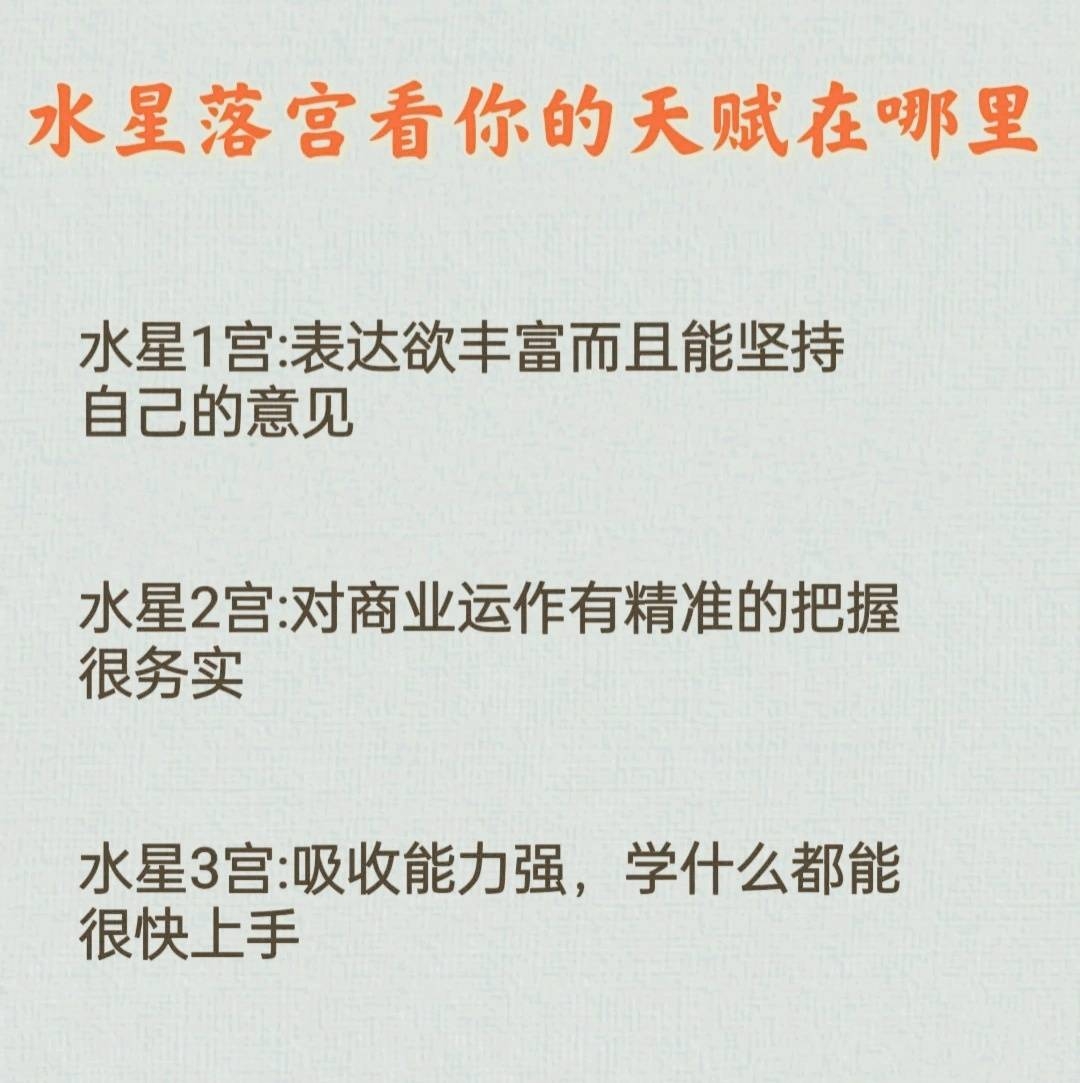 水星落宫看你的天赋在哪里
水星1宫:表达欲丰富而且能坚持
自己的意见
水星2宫:对商业运作有精准的把握
很务实
水星3宫:吸收能力强，学什么都能
很快上手